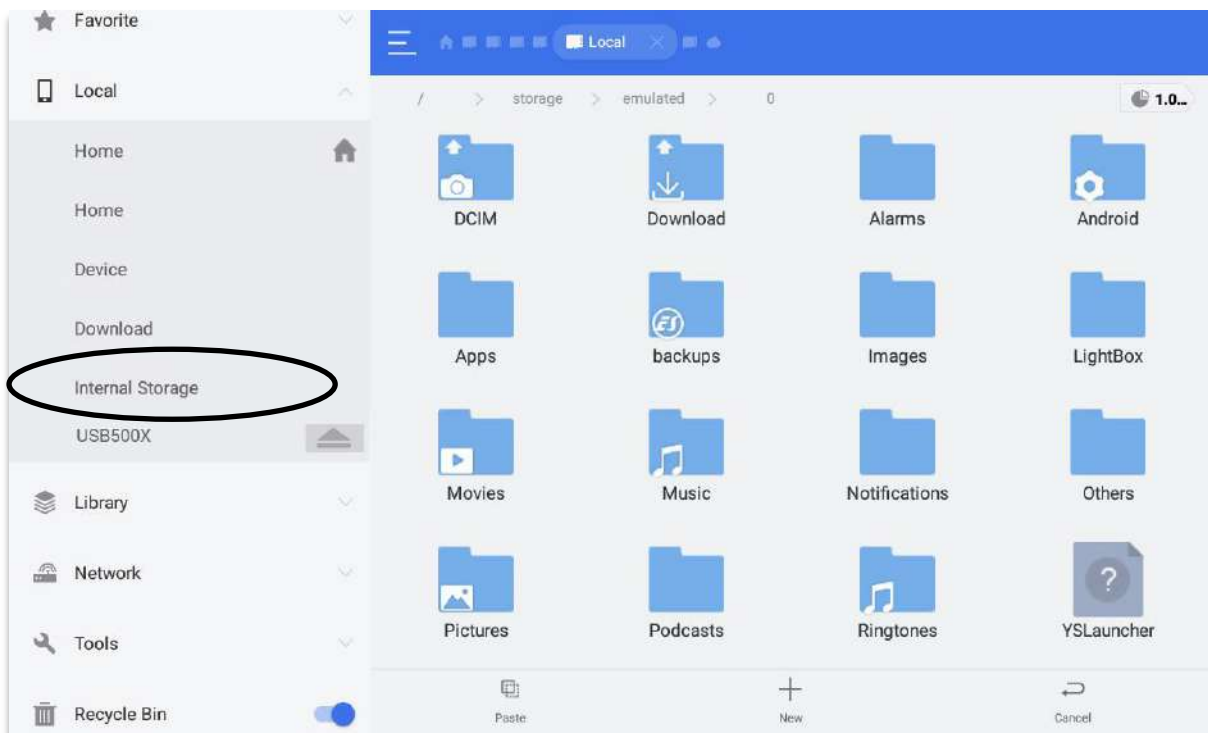 Favorite
Local
Home
Home
Device
Download
Internal Storage
USB500X
Library
Network
Tools
Recycle Bin
Local
/ > storage > emulated > 0
1.0...
DCIM Download Alarms Android
Apps backups Images LightBox
Movies Music Notifications Others
Pictures Podcasts Ringtones YSLauncher
Paste New Cancel